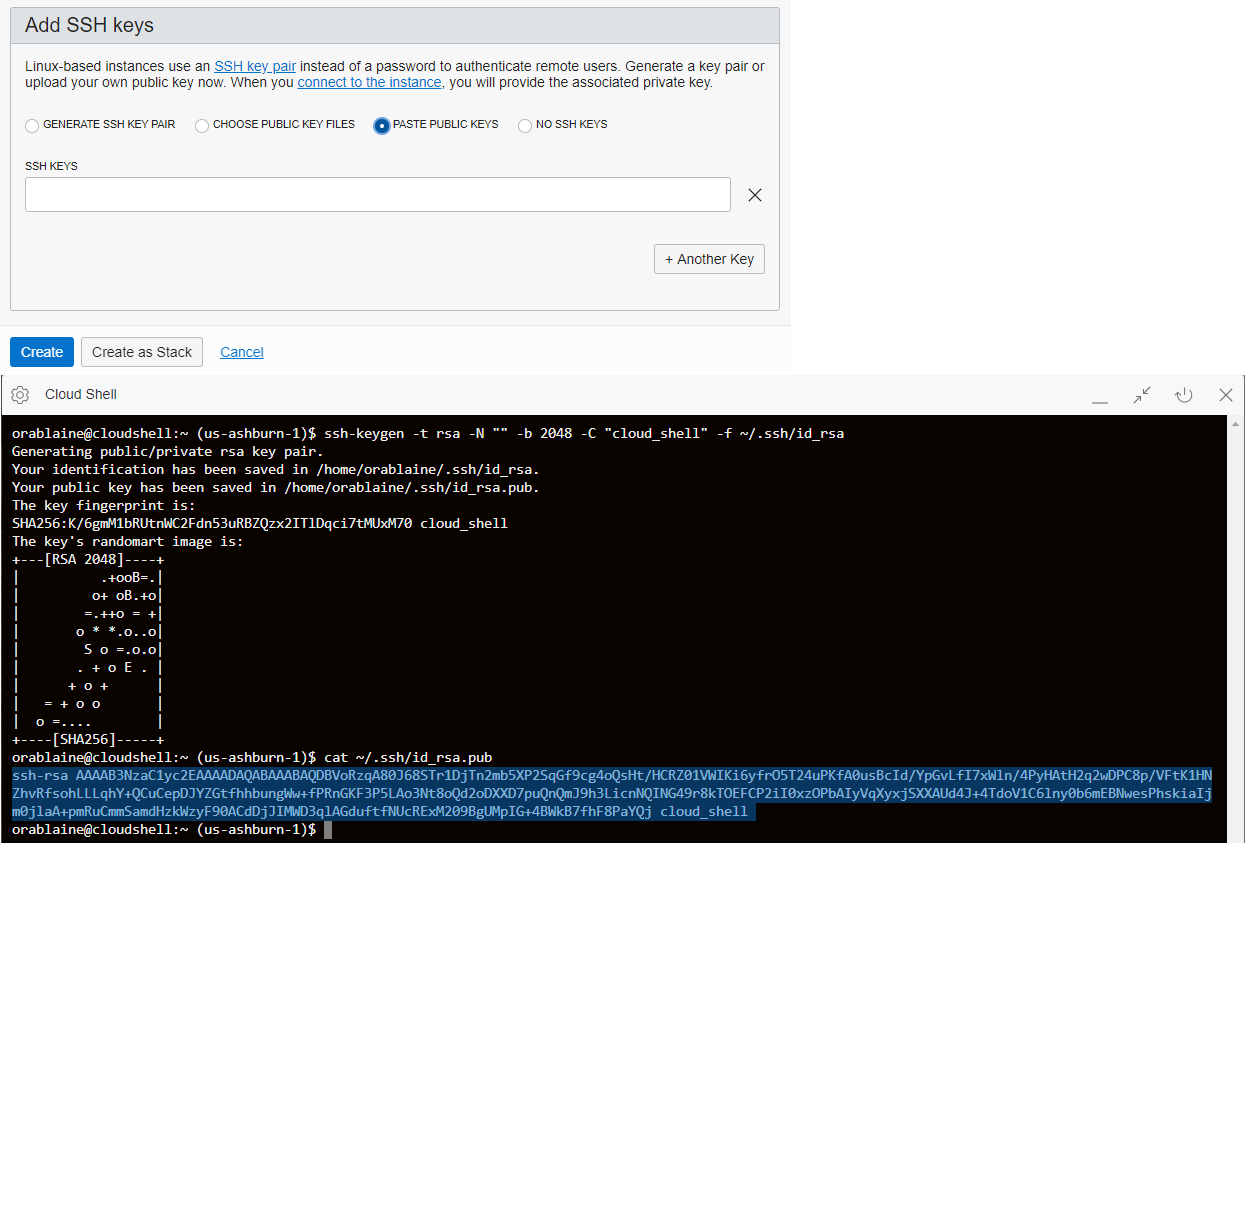 Add SSH keys
Linux-based instances use an SSH key pair instead of a password to authenticate remote users. Generate a key pair or
upload your own public key now. When you connect to the instance, you will provide the associated private key.
GENERATE SSH KEY PAIR CHOOSE PUBLIC KEY FILES PASTE PUBLIC KEYS NO SSH KEYS
SSH KEYS
+ Another Key
Create Create as Stack Cancel
Cloud Shell
orablaine@cloudshell:~ (us-ashburn-1)$ ssh-keygen -t rsa -N "" -b 2048 -C "cloud_shell" -f ~/.ssh/id_rsa
Generating public/private rsa key pair.
Your identification has been saved in /home/orablaine/.ssh/id_rsa.
Your public key has been saved in /home/orablaine/.ssh/id_rsa.pub.
The key fingerprint is:
SHA256:K/6gmM1bRUtnWC2Fdn53uRBZQzx2ITlDqci7tMUxM70 cloud_shell
The key's randomart image is:
+---[RSA 2048]----+
|          .+ooB=.|
|         o+ oB.+o|
|        =.++o = +|
|       o * *.o..o|
|        S o =.o.o|
|       . + o E . |
|      + o +      |
|   = + o o       |
|  o =....        |
+----[SHA256]-----+
orablaine@cloudshell:~ (us-ashburn-1)$ cat ~/.ssh/id_rsa.pub
ssh-rsa AAAAB3NzaC1yc2EAAAADAQABAAABAQDBVoRzqA80J68STr1DjTn2mb5XP2SqGf9cg4oQsHt/HCRZ01VWIKi6yfrO5T24uPKfA0usBcId/YpGvLfI7xWln/4PyHAtH2q2wDPC8p/VFtK1HN
ZhvRfsohLLLqhY+QCuCepDJYZGtfhhbungWw+fPRnGKF3P5LAo3Nt8oQd2oDXXD7puQnQmJ9h3LicnNQING49r8kTOEFCP2iI0xzOPbAIyVqXyxjSXXAUd4J+4TdoV1C6lny0b6mEBNwesPhskiaIj
m0jlaA+pmRuCmmSamdHzkWzyF90ACdDjJIMWD3qlAGduftfNUcRExM209BgUMpIG+4BWkB7fhF8PaYQj cloud_shell
orablaine@cloudshell:~ (us-ashburn-1)$